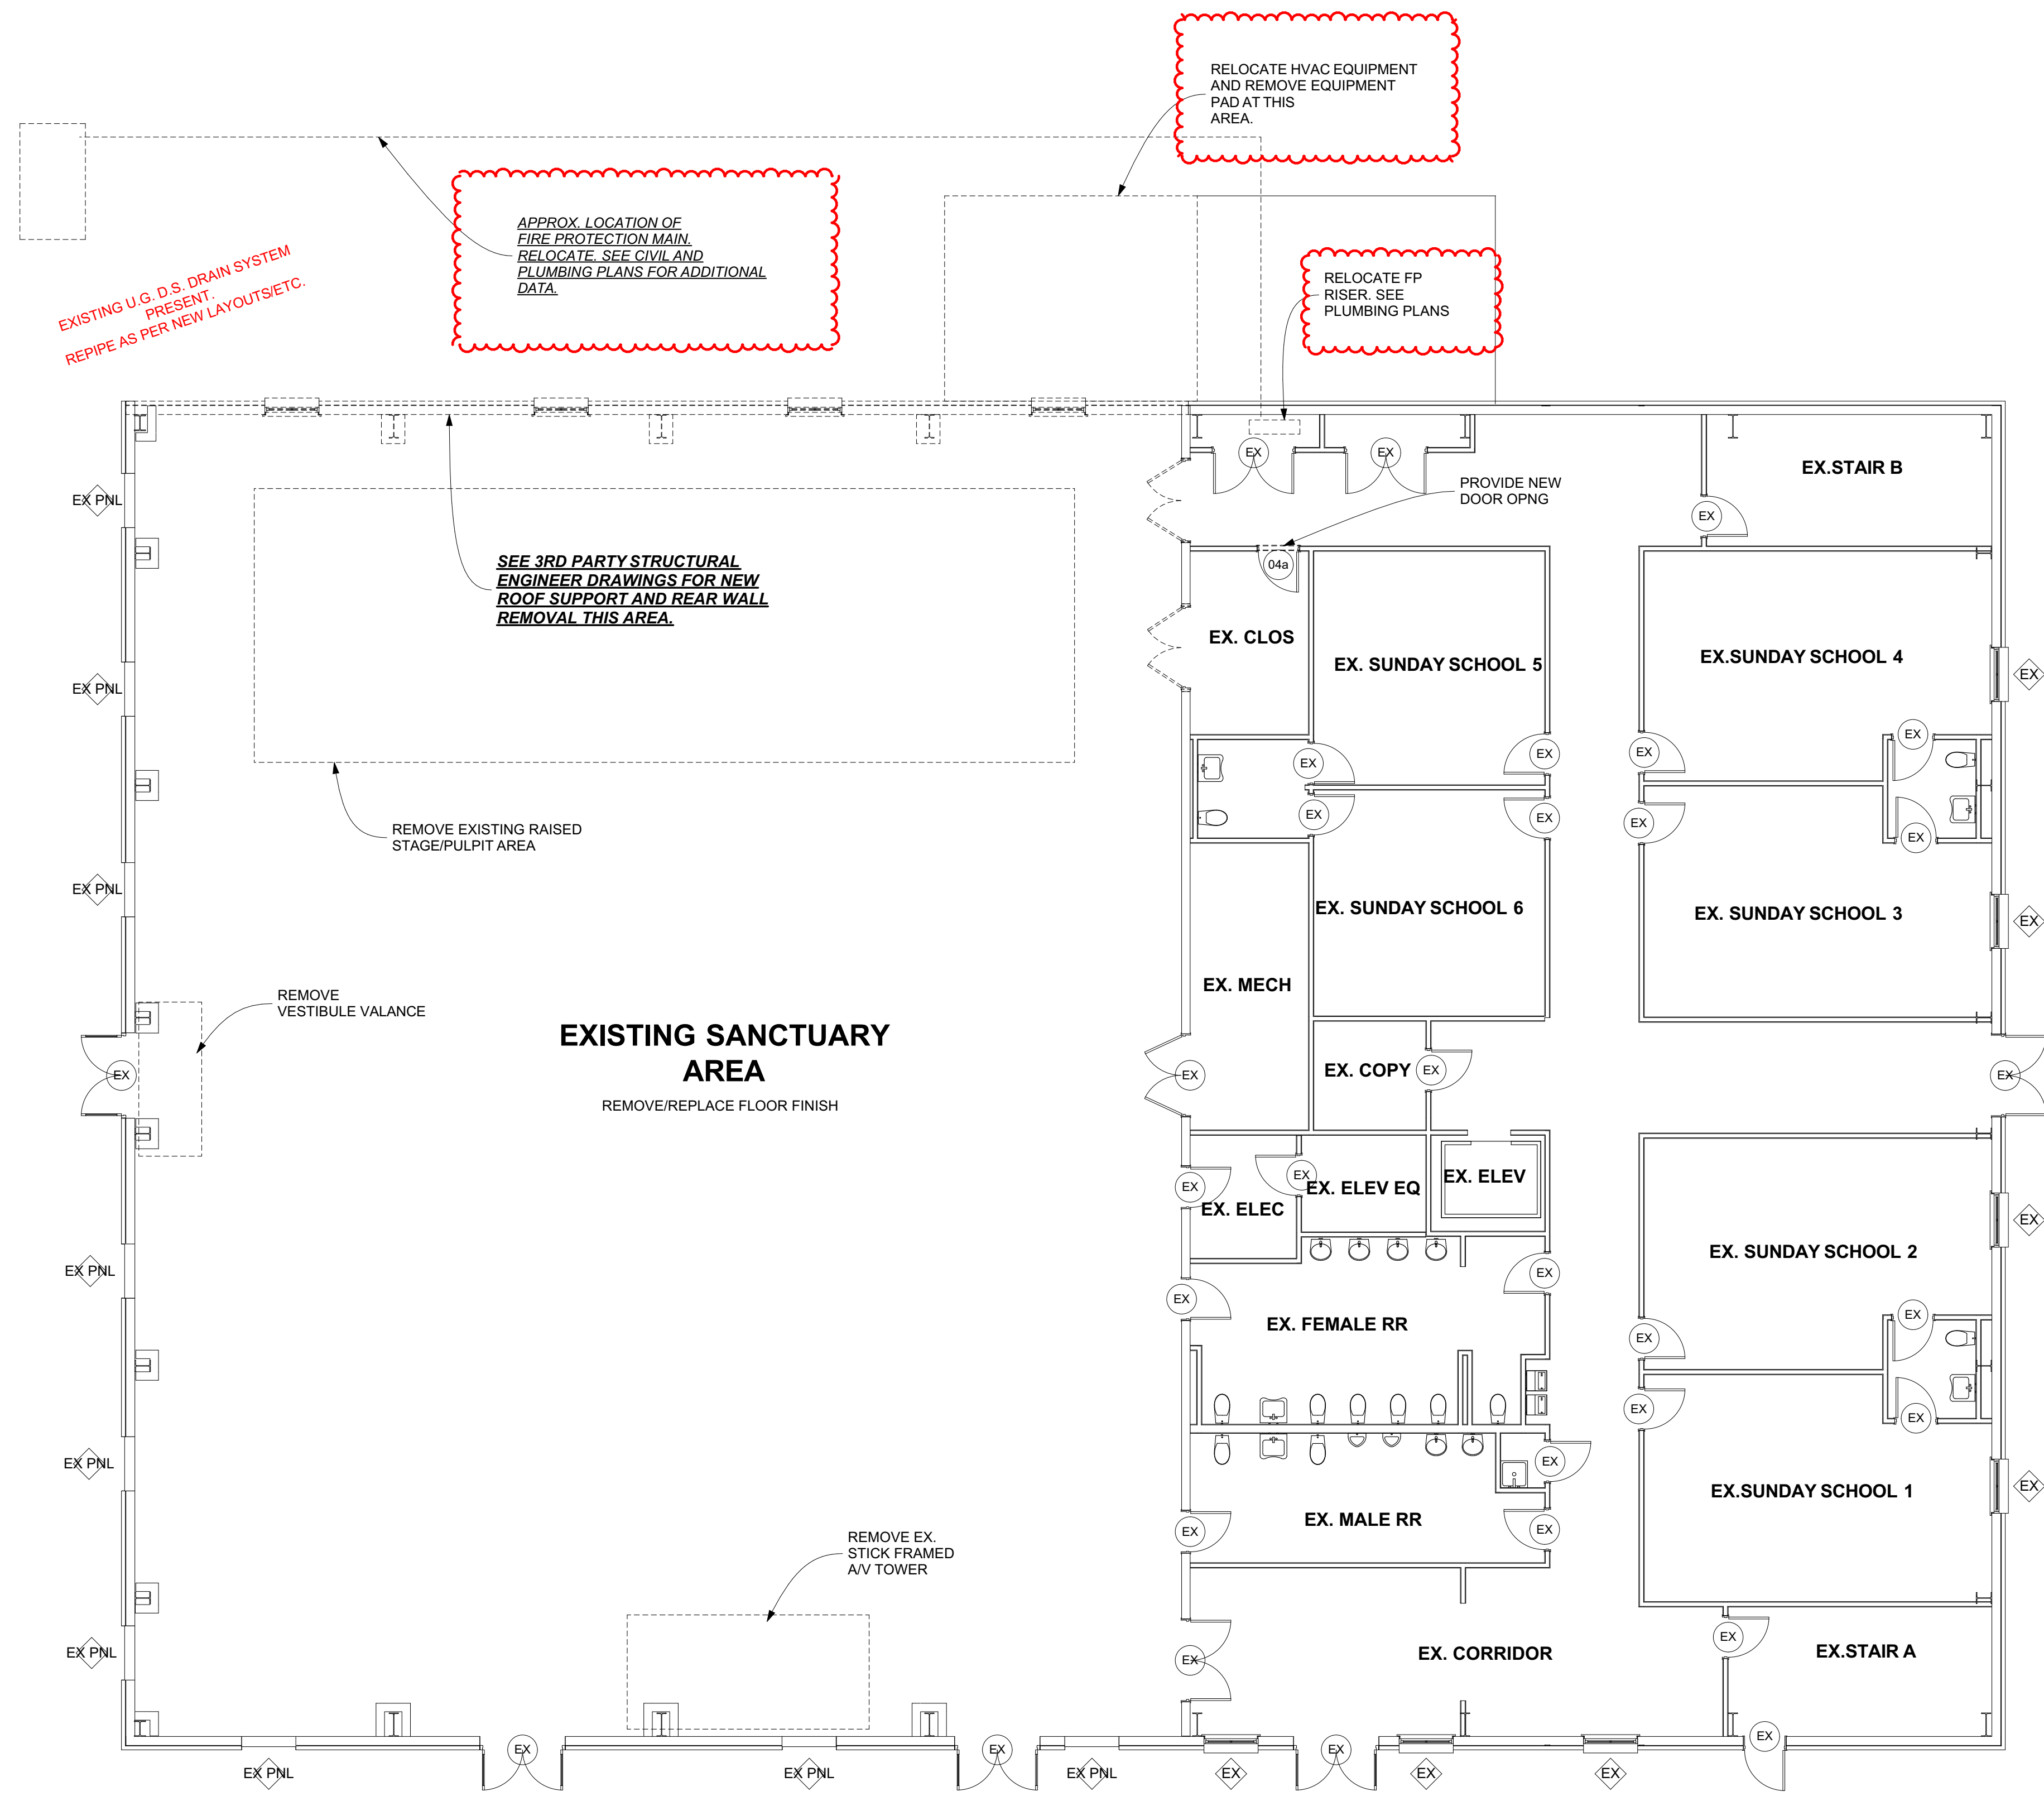 RELOCATE HVAC EQUIPMENT
AND REMOVE EQUIPMENT
PAD AT THIS
AREA.
APPROX. LOCATION OF
FIRE PROTECTION MAIN.
RELOCATE. SEE CIVIL AND
PLUMBING PLANS FOR ADDITIONAL
DATA.
RELOCATE FP
RISER. SEE
PLUMBING PLANS
EXISTING U.G. D.S. DRAIN SYSTEM
PRESENT.
REPIPE AS PER NEW LAYOUTS/ETC.
EX
EX
EX.STAIR B
PROVIDE NEW
DOOR OPNG
EX PNL
EX
SEE 3RD PARTY STRUCTURAL
ENGINEER DRAWINGS FOR NEW
ROOF SUPPORT AND REAR WALL
REMOVAL THIS AREA.
04a
EX. CLOS
EX. SUNDAY SCHOOL 5
EX.SUNDAY SCHOOL 4
EX
EX PNL
EX
EX
EX
EX
REMOVE EXISTING RAISED
STAGE/PULPIT AREA
EX
EX
EX
EX
EX PNL
EX. SUNDAY SCHOOL 6
EX. SUNDAY SCHOOL 3
EX
EX. MECH
REMOVE
VESTIBULE VALANCE
EXISTING SANCTUARY
AREA
REMOVE/REPLACE FLOOR FINISH
EX
EX
EX. COPY
EX
EX
EX
EX
EX. ELEV EQ
EX. ELEV
EX. ELEC
EX
EX PNL
EX
EX. SUNDAY SCHOOL 2
EX
EX. FEMALE RR
EX
EX
EX
EX
EX PNL
EX
EX.SUNDAY SCHOOL 1
EX
EX. MALE RR
EX
EX
REMOVE EX.
STICK FRAMED
A/V TOWER
EX PNL
EX
EX. CORRIDOR
EX
EX.STAIR A
EX
EX
EX
EX
EX PNL
EX PNL
EX PNL
EX
EX
EX